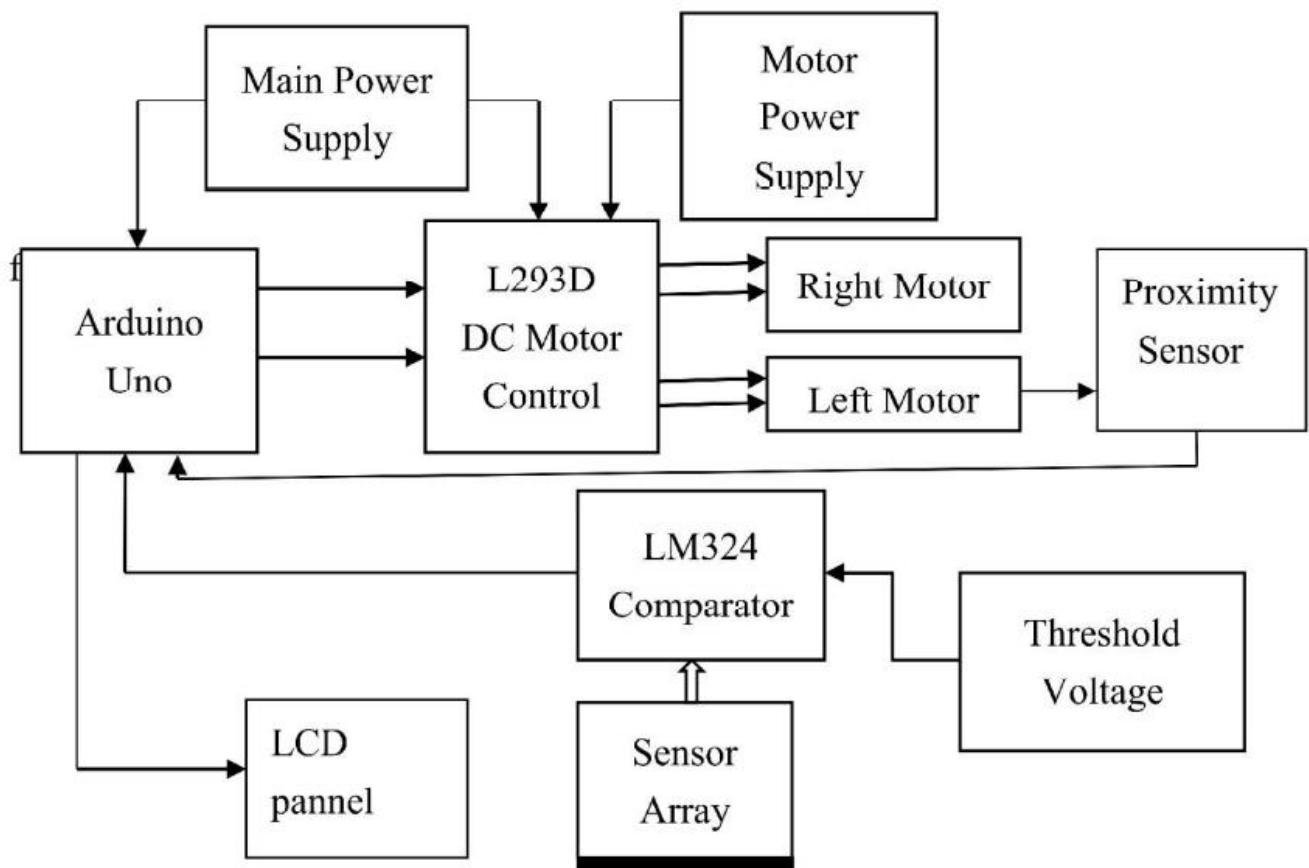 Main Power
Supply
Motor
Power
Supply
f
Arduino
Uno
L293D
DC Motor
Control
Right Motor
Left Motor
Proximity
Sensor
LM324
Comparator
Threshold
Voltage
LCD
pannel
Sensor
Array